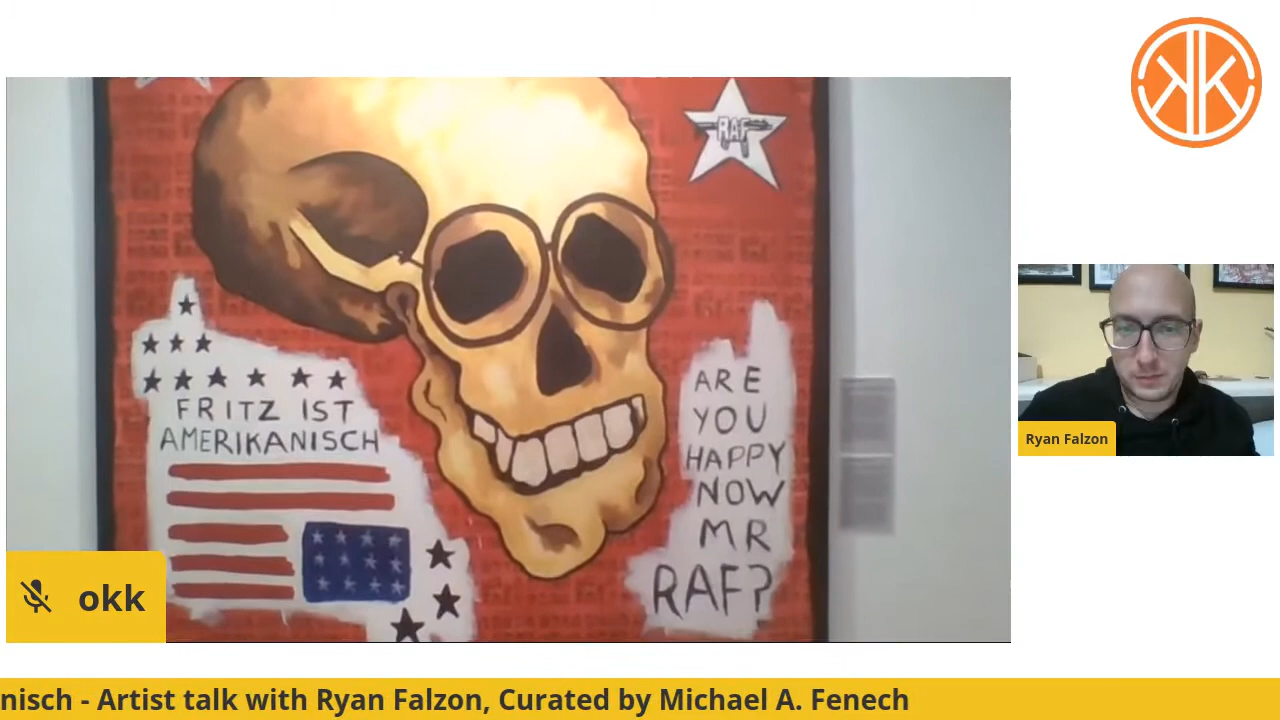 RAF
FRITZ IST
AMERIKANISCH
ARE
YOU
HAPPY
NOW
MR
RAF?
Ryan Falzon
okk
nisch - Artist talk with Ryan Falzon, Curated by Michael A. Fenech